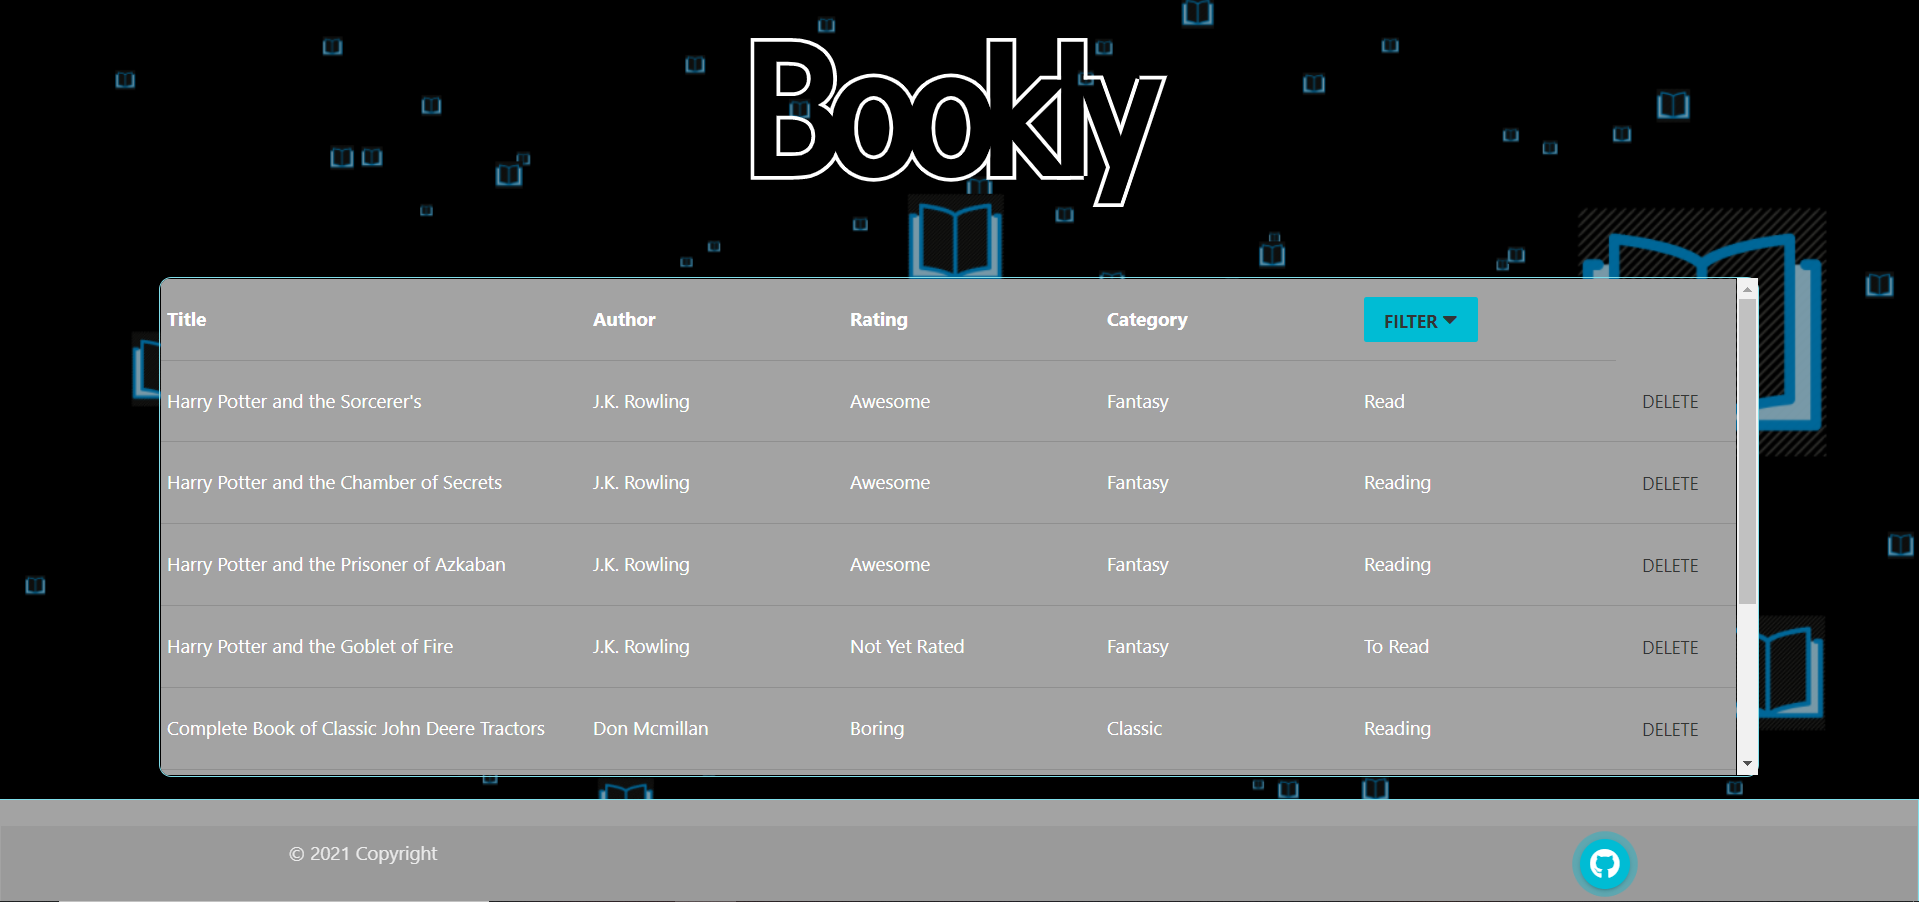 Bookly
Title Author Rating Category FILTER
Harry Potter and the Sorcerer's J.K. Rowling Awesome Fantasy Read DELETE
Harry Potter and the Chamber of Secrets J.K. Rowling Awesome Fantasy Reading DELETE
Harry Potter and the Prisoner of Azkaban J.K. Rowling Awesome Fantasy Reading DELETE
Harry Potter and the Goblet of Fire J.K. Rowling Not Yet Rated Fantasy To Read DELETE
Complete Book of Classic John Deere Tractors Don Mcmillan Boring Classic Reading DELETE
© 2021 Copyright